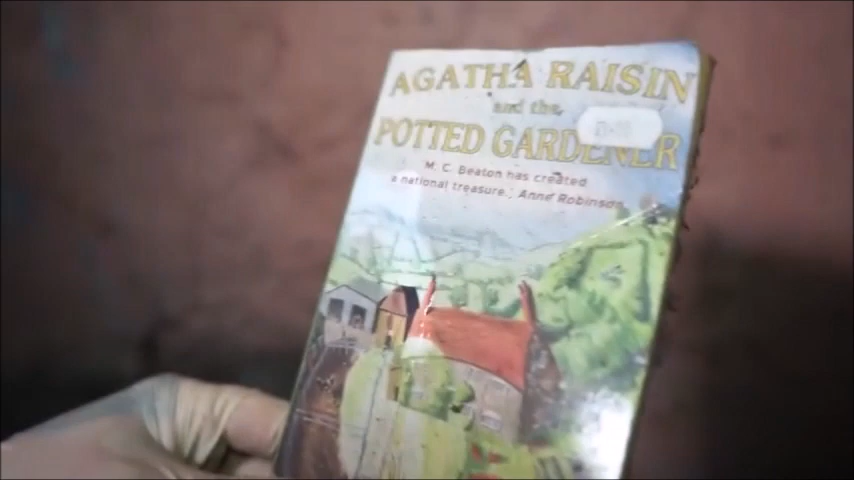 AGATHA RAISIN
and the
POTTED GARDENER
M. C. Beaton has created
a national treasure.' Anne Robinson